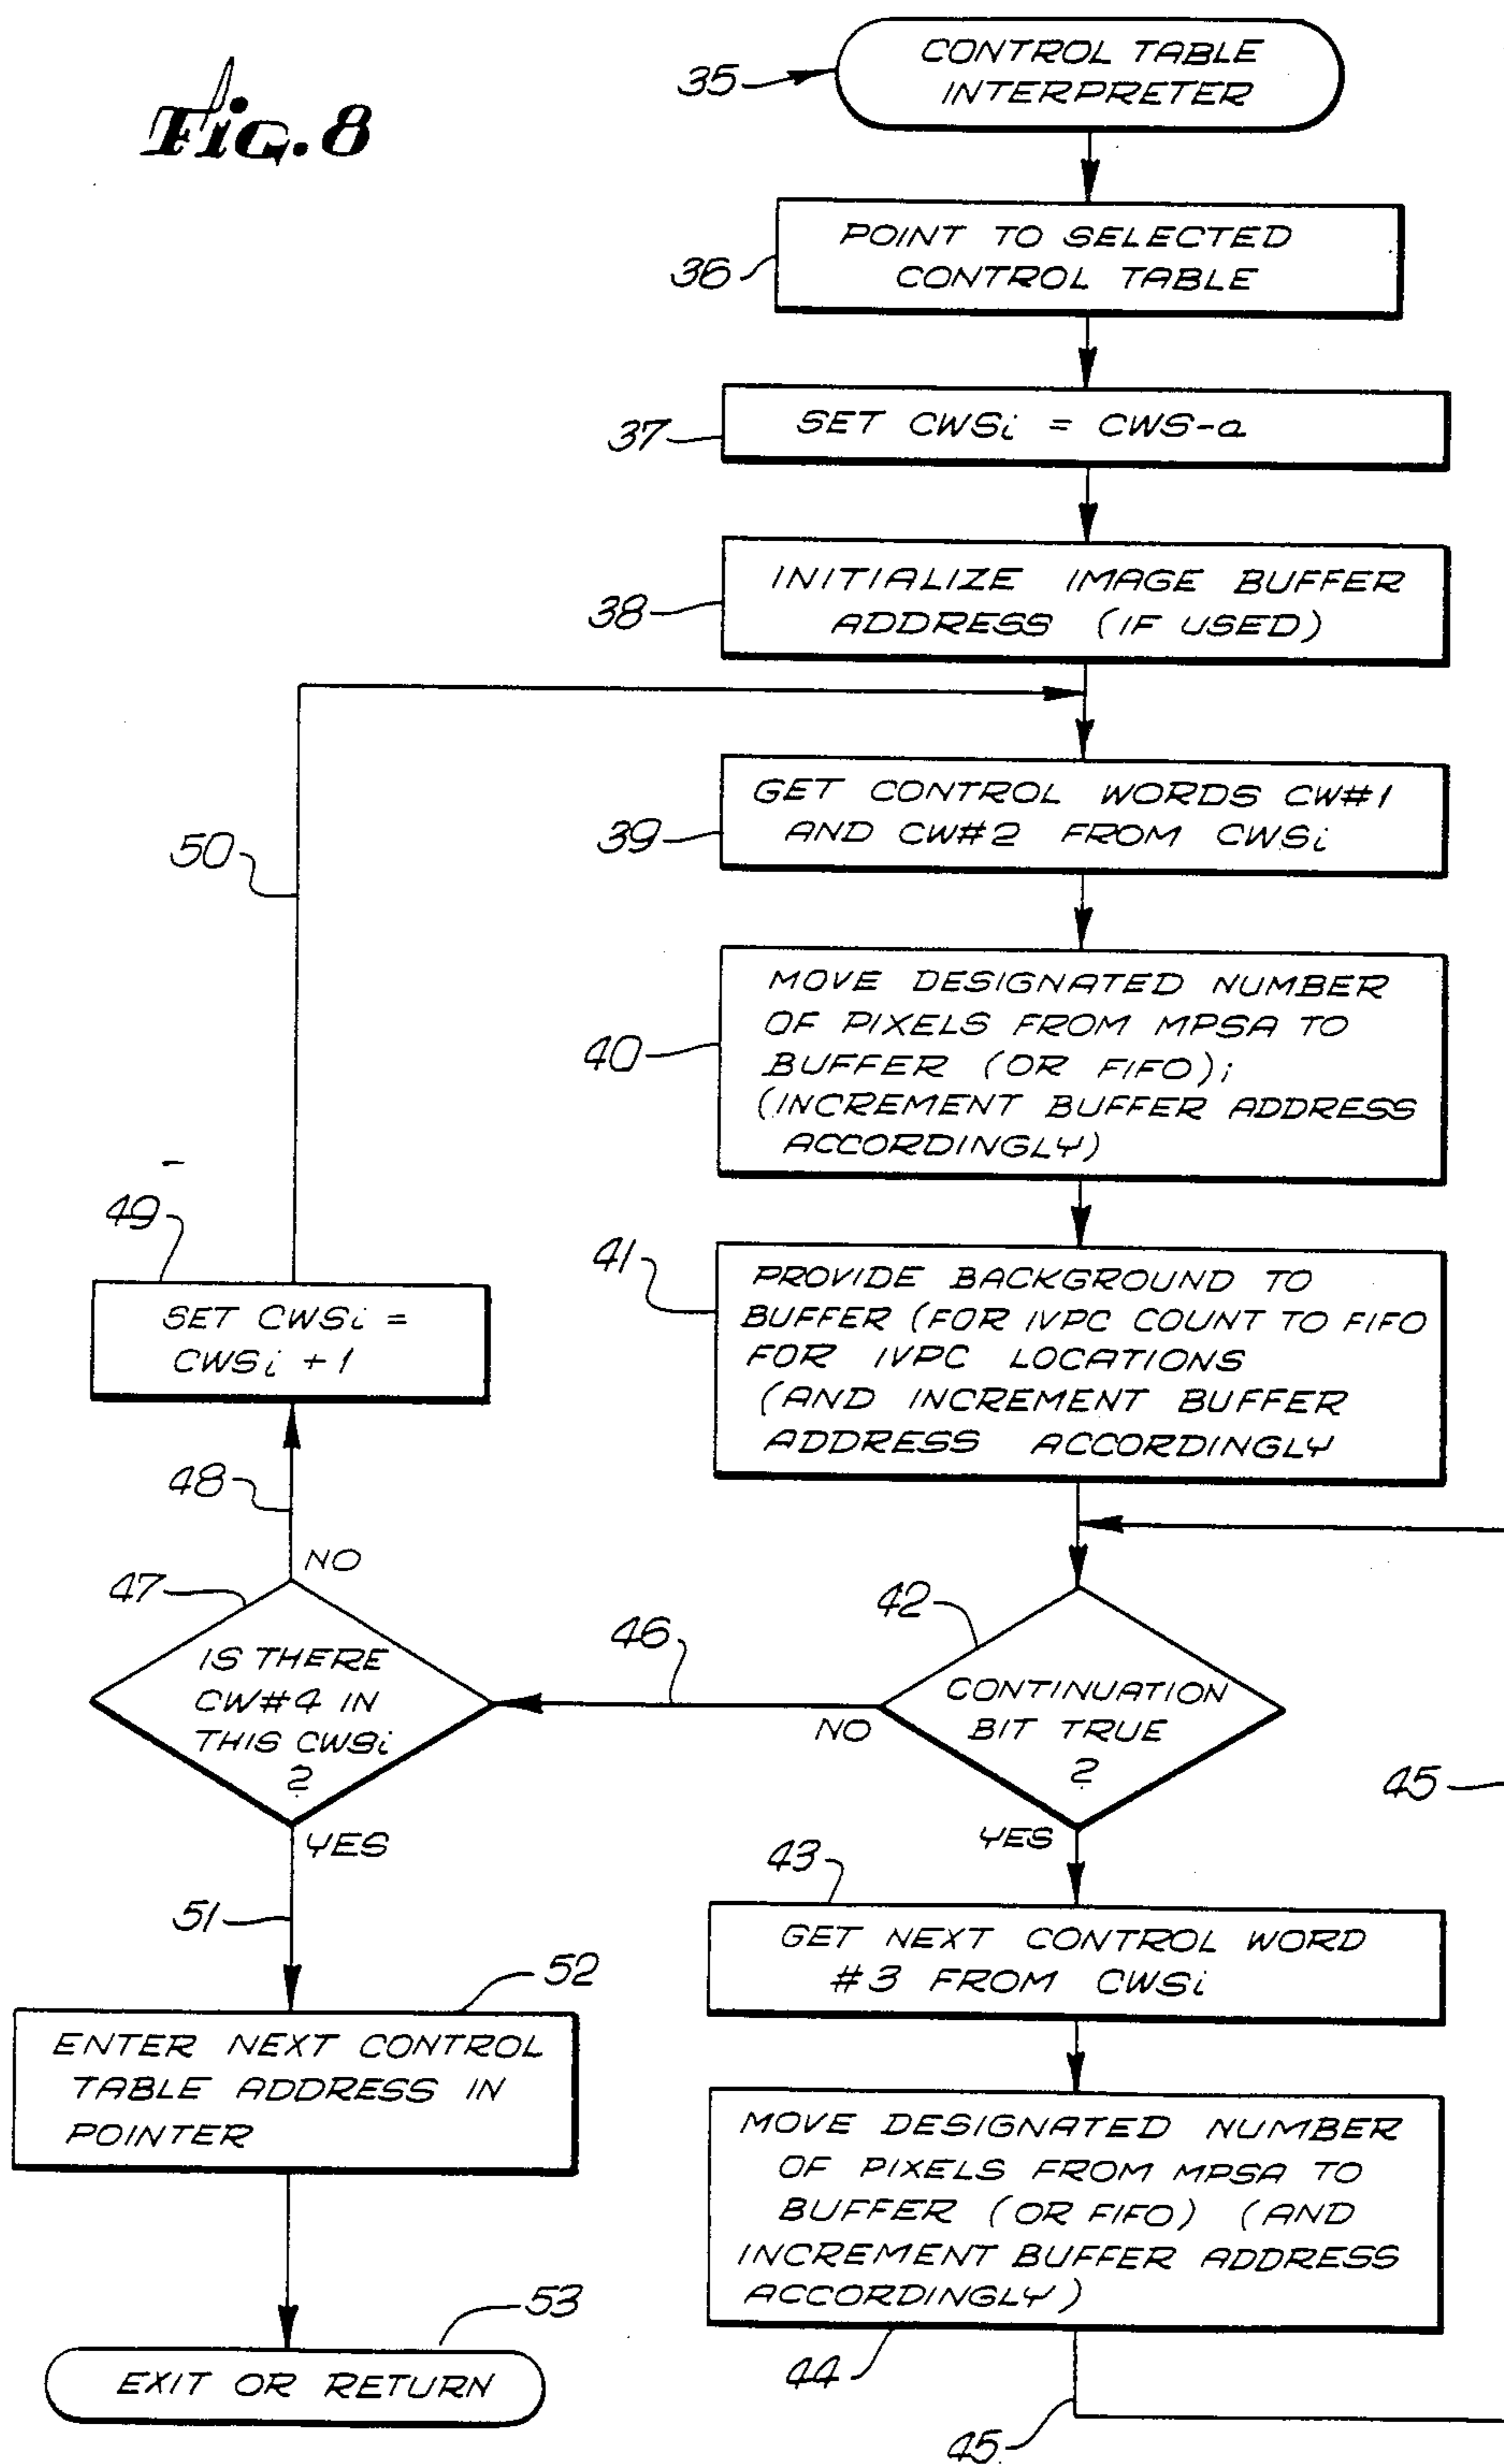 Fig. 8
35
CONTROL TABLE
INTERPRETER
36
POINT TO SELECTED
CONTROL TABLE
37
SET CWSi = CWS-a
38
INITIALIZE IMAGE BUFFER
ADDRESS (IF USED)
39
GET CONTROL WORDS CW#1
AND CW#2 FROM CWSi
50
40
MOVE DESIGNATED NUMBER
OF PIXELS FROM MPSA TO
BUFFER (OR FIFO);
(INCREMENT BUFFER ADDRESS
ACCORDINGLY)
41
PROVIDE BACKGROUND TO
BUFFER (FOR IVPC COUNT TO FIFO
FOR IVPC LOCATIONS
(AND INCREMENT BUFFER
ADDRESS ACCORDINGLY
49
SET CWSi =
CWSi + 1
48
NO
47
IS THERE
CW#4 IN
THIS CWSi
?
YES
46
NO
42
CONTINUATION
BIT TRUE
?
YES
45
43
GET NEXT CONTROL WORD
#3 FROM CWSi
51
52
ENTER NEXT CONTROL
TABLE ADDRESS IN
POINTER
MOVE DESIGNATED NUMBER
OF PIXELS FROM MPSA TO
BUFFER (OR FIFO) (AND
INCREMENT BUFFER ADDRESS
ACCORDINGLY)
44
45
53
EXIT OR RETURN